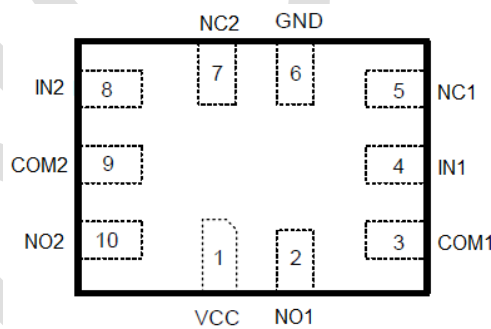 NC2 GND
7 6
IN2 8 5 NC1
COM2 9 4 IN1
NO2 10 3 COM1
1 2
VCC NO1